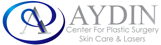 AYDIN
Center For Plastic Surgery
Skin Care & Lasers